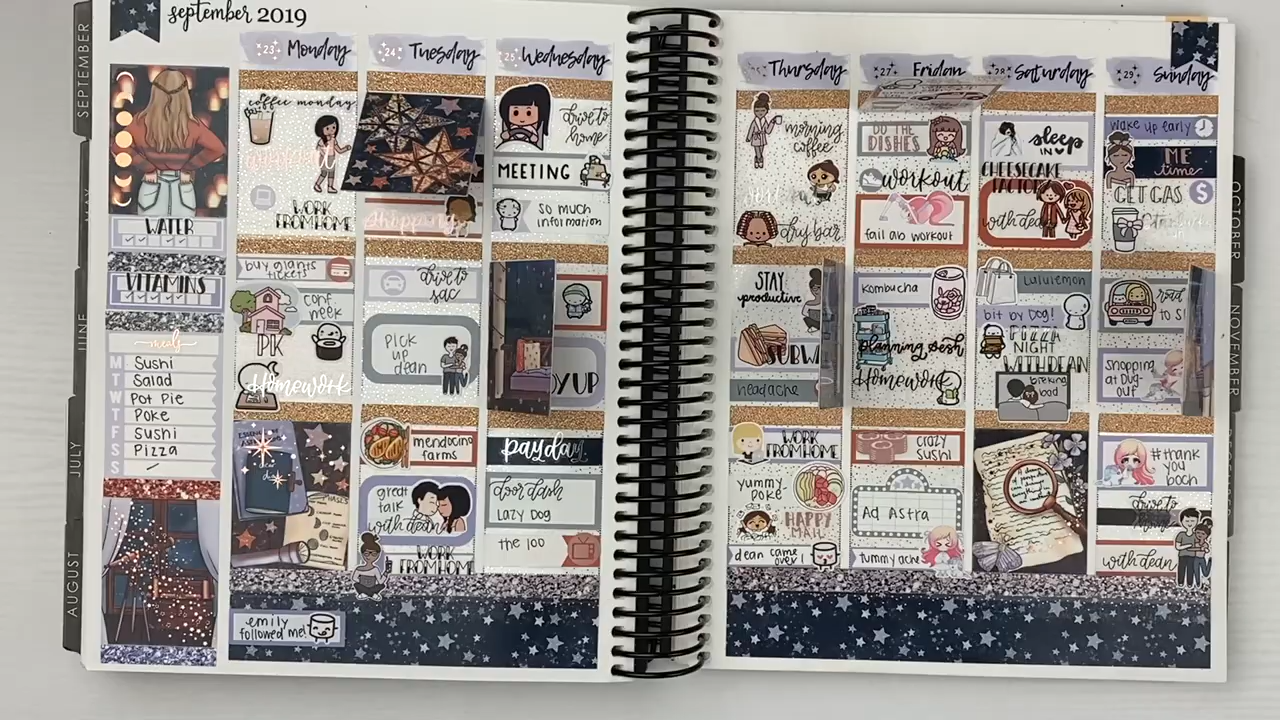 september 2019
SEPTEMBER
JUNE
JULY
AUGUST
OCTOBER
NOVEMBER
WATER
VITAMINS
meals
M Sushi
T Salad
W Pot Pie
T Poke
F Sushi
S Pizza
S
23 Monday
coffee monday
WORK
FROM HOME
buy giants
tickets
conf
week
PK
Homework
emily
followed me!
24 Tuesday
Shopping
drive to
sac
Pick
up
dean
mendocino
farms
great
talk
with dean
WORK
FROM HOME
25 Wednesday
drive to
home
MEETING
so much
information
payday
door dash
Lazy Dog
the 100
Thursday
morning
coffee
dry bar
STAY
productive
headache
WORK
FROM HOME
yummy
poke
HAPPY
MAIL
dean came
over!
27 Friday
DO THE
DISHES
workout
fail ab workout
Kombucha
planning sesh
Homework
crazy
sushi
Ad Astra
tummy ache
28 Saturday
sleep
IN
CHEESECAKE
FACTORY
with dean
Lululemon
bit by Dog!
PIZZA
NIGHT
WITH DEAN
breaking
bad
29 Sunday
wake up early
ME
time
GET GAS
road
shopping
at Dug-
out
#thank
you
boch
drive to
with dean